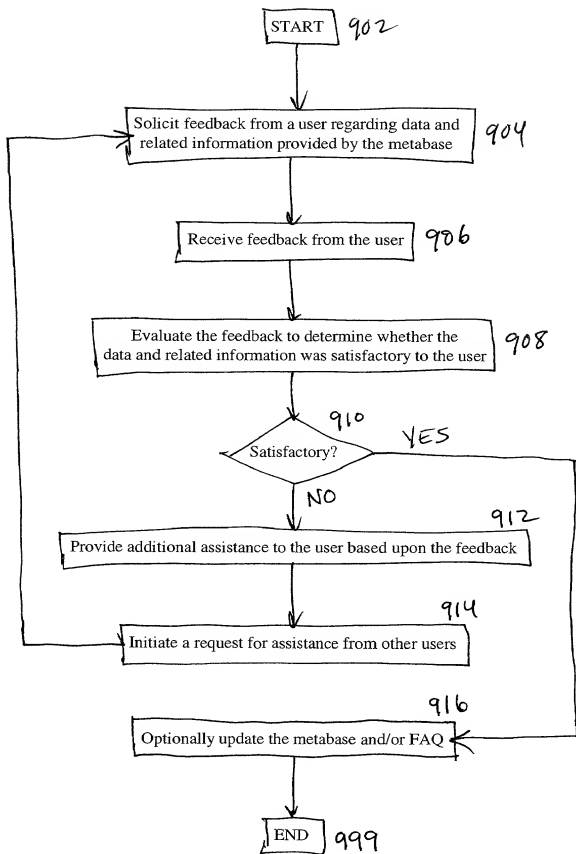 START 902
Solicit feedback from a user regarding data and
related information provided by the metabase
904
Receive feedback from the user 906
Evaluate the feedback to determine whether the
data and related information was satisfactory to the user
908
910
Satisfactory?
YES
NO
912
Provide additional assistance to the user based upon the feedback
914
Initiate a request for assistance from other users
916
Optionally update the metabase and/or FAQ
END 999